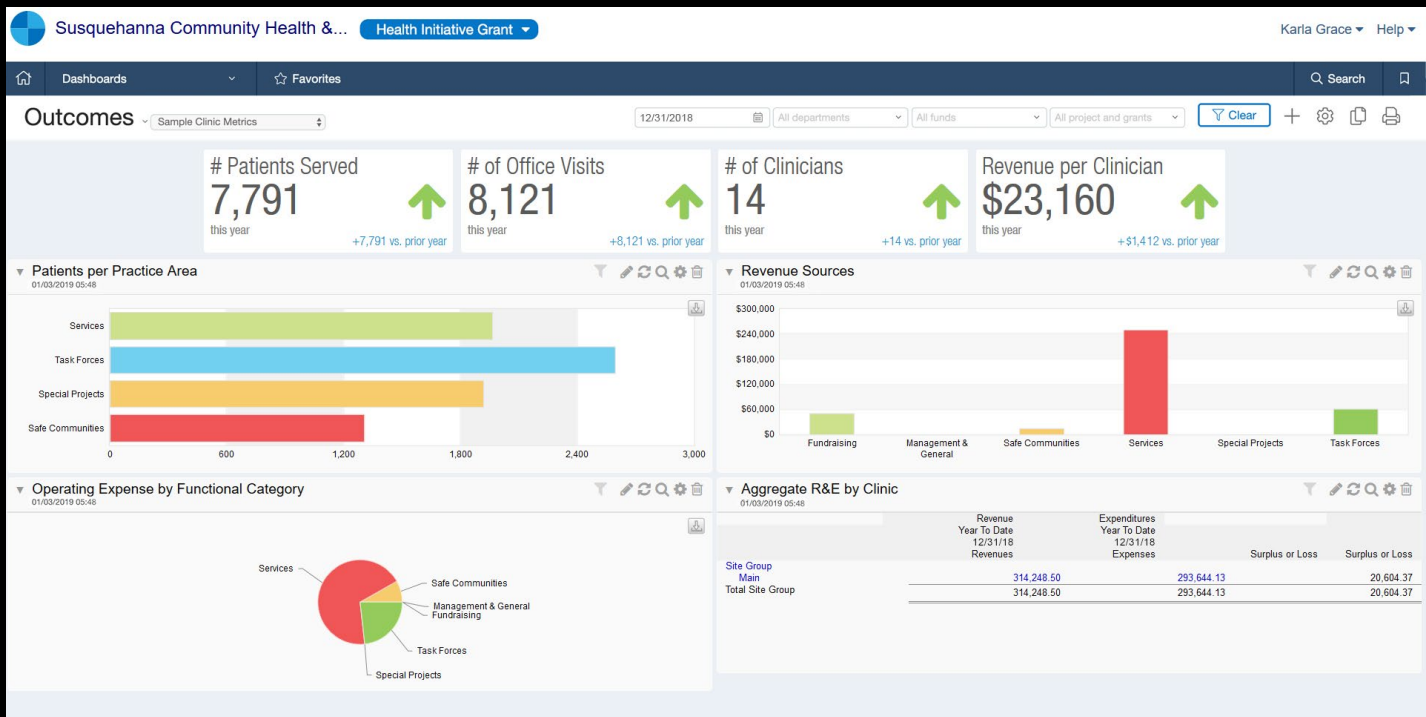 Susquehanna Community Health &... Health Initiative Grant Karla Grace Help
Dashboards Favorites Search
Outcomes Sample Clinic Metrics 12/31/2018 All departments All funds All project and grants Clear
# Patients Served
7,791
this year
+7,791 vs. prior year
# of Office Visits
8,121
this year
+8,121 vs. prior year
# of Clinicians
14
this year
+14 vs. prior year
Revenue per Clinician
$23,160
this year
+$1,412 vs. prior year
Patients per Practice Area
01/03/2019 05:48
Services
Task Forces
Special Projects
Safe Communities
0 600 1,200 1,800 2,400 3,000
Revenue Sources
01/03/2019 05:48
$300,000
$240,000
$180,000
$120,000
$60,000
$0
Fundraising Management & General Safe Communities Services Special Projects Task Forces
Operating Expense by Functional Category
01/03/2019 05:48
Services
Safe Communities
Management & General
Fundraising
Task Forces
Special Projects
Aggregate R&E by Clinic
01/03/2019 05:48
Revenue Expenditures
Year To Date Year To Date
12/31/18 12/31/18
Revenues Expenses Surplus or Loss Surplus or Loss
Site Group
Main 314,248.50 293,644.13 20,604.37
Total Site Group 314,248.50 293,644.13 20,604.37